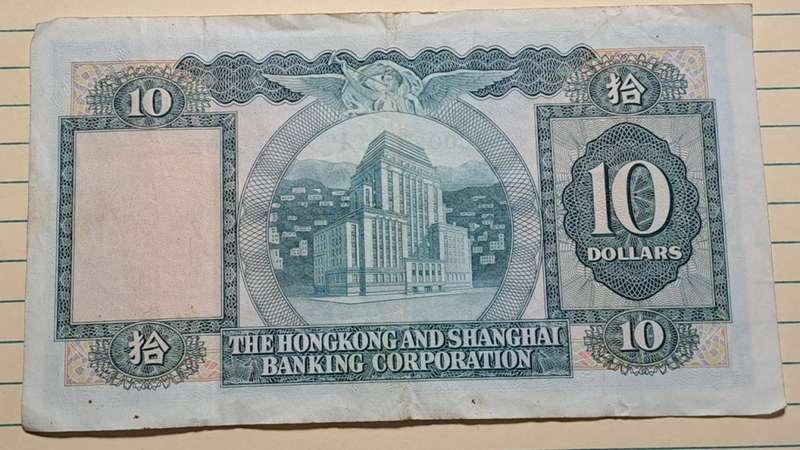 10
拾
10
DOLLARS
THE HONGKONG AND SHANGHAI
BANKING CORPORATION
拾
10